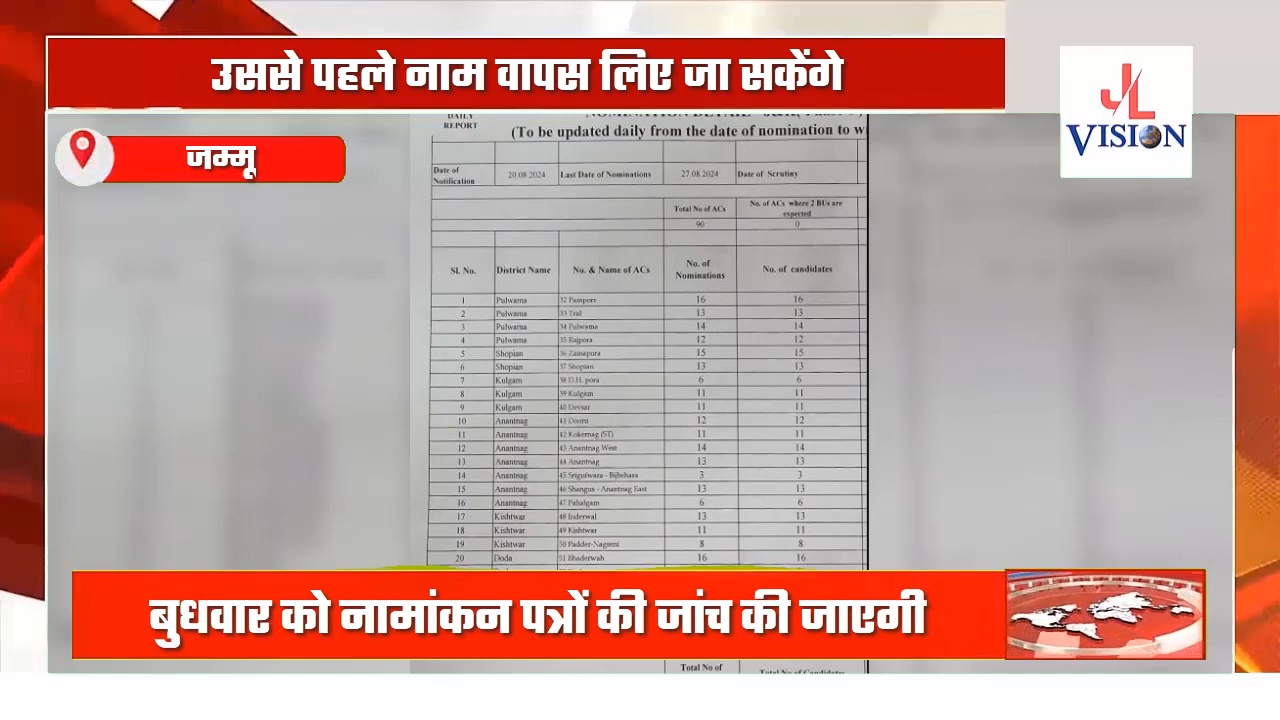 उससे पहले नाम वापस लिए जा सकेंगे
JL
VISION
जम्मू
DAILY
REPORT
(To be updated daily from the date of nomination to w
Date of Notification 20.08.2024 Last Date of Nominations 27.08.2024 Date of Scrutiny
Total No of ACs No. of ACs where 2 BUs are expected
90 0
Sl. No. District Name No. & Name of ACs No. of Nominations No. of candidates
1 Pulwama 32 Pampore 16 16
2 Pulwama 33 Tral 13 13
3 Pulwama 34 Pulwama 14 14
4 Pulwama 35 Rajpora 12 12
5 Shopian 36 Zainapora 15 15
6 Shopian 37 Shopian 13 13
7 Kulgam 38 D.H. pora 6 6
8 Kulgam 39 Kulgam 11 11
9 Kulgam 40 Devsar 11 11
10 Anantnag 41 Dooru 12 12
11 Anantnag 42 Kokernag (ST) 11 11
12 Anantnag 43 Anantnag West 14 14
13 Anantnag 44 Anantnag 13 13
14 Anantnag 45 Srigufwara - Bijbehara 3 3
15 Anantnag 46 Shangus - Anantnag East 13 13
16 Anantnag 47 Pahalgam 6 6
17 Kishtwar 48 Inderwal 13 13
18 Kishtwar 49 Kishtwar 11 11
19 Kishtwar 50 Padder-Nagseni 8 8
20 Doda 51 Bhaderwah 16 16
बुधवार को नामांकन पत्रों की जांच की जाएगी
Total No of